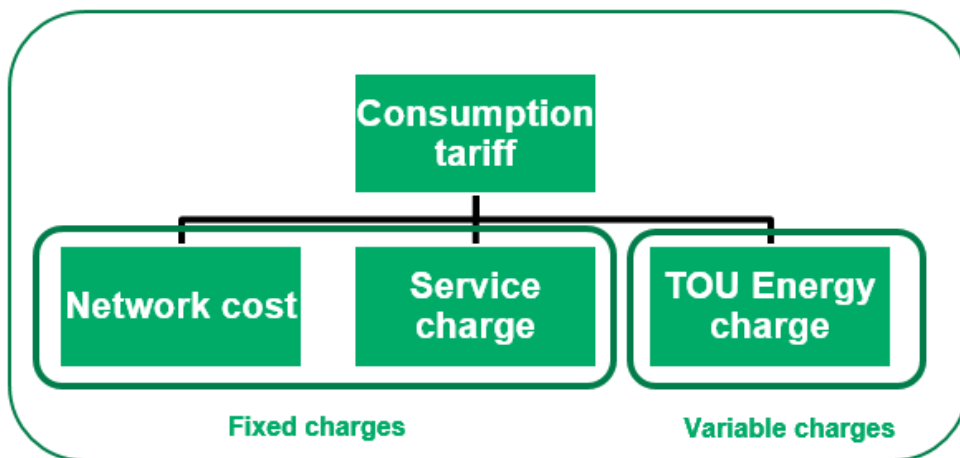 Consumption
tariff
Network cost
Service
charge
TOU Energy
charge
Fixed charges
Variable charges